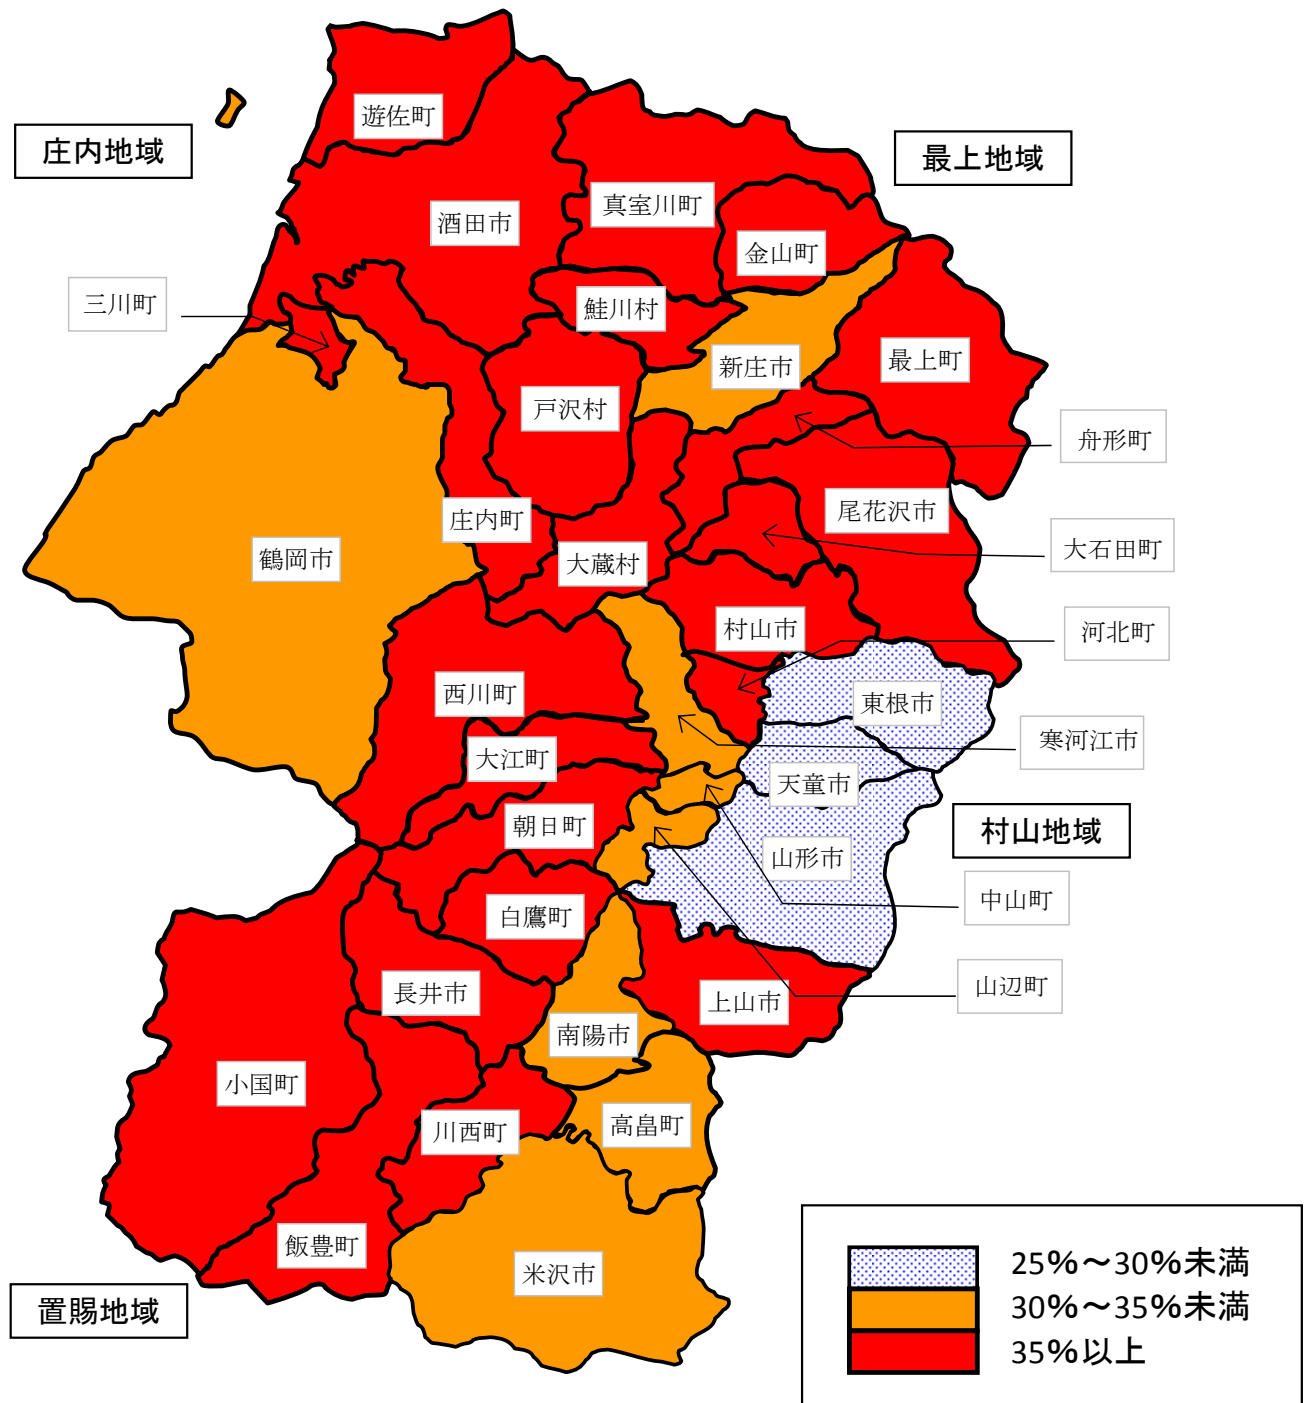 遊佐町
庄内地域
最上地域
酒田市
真室川町
金山町
三川町
鮭川村
新庄市
最上町
戸沢村
舟形町
庄内町
尾花沢市
鶴岡市
大蔵村
大石田町
村山市
河北町
西川町
東根市
寒河江市
大江町
天童市
朝日町
村山地域
山形市
中山町
白鷹町
長井市
上山市
山辺町
南陽市
小国町
川西町
高畠町
飯豊町
米沢市
置賜地域
25%～30%未満
30%～35%未満
35%以上